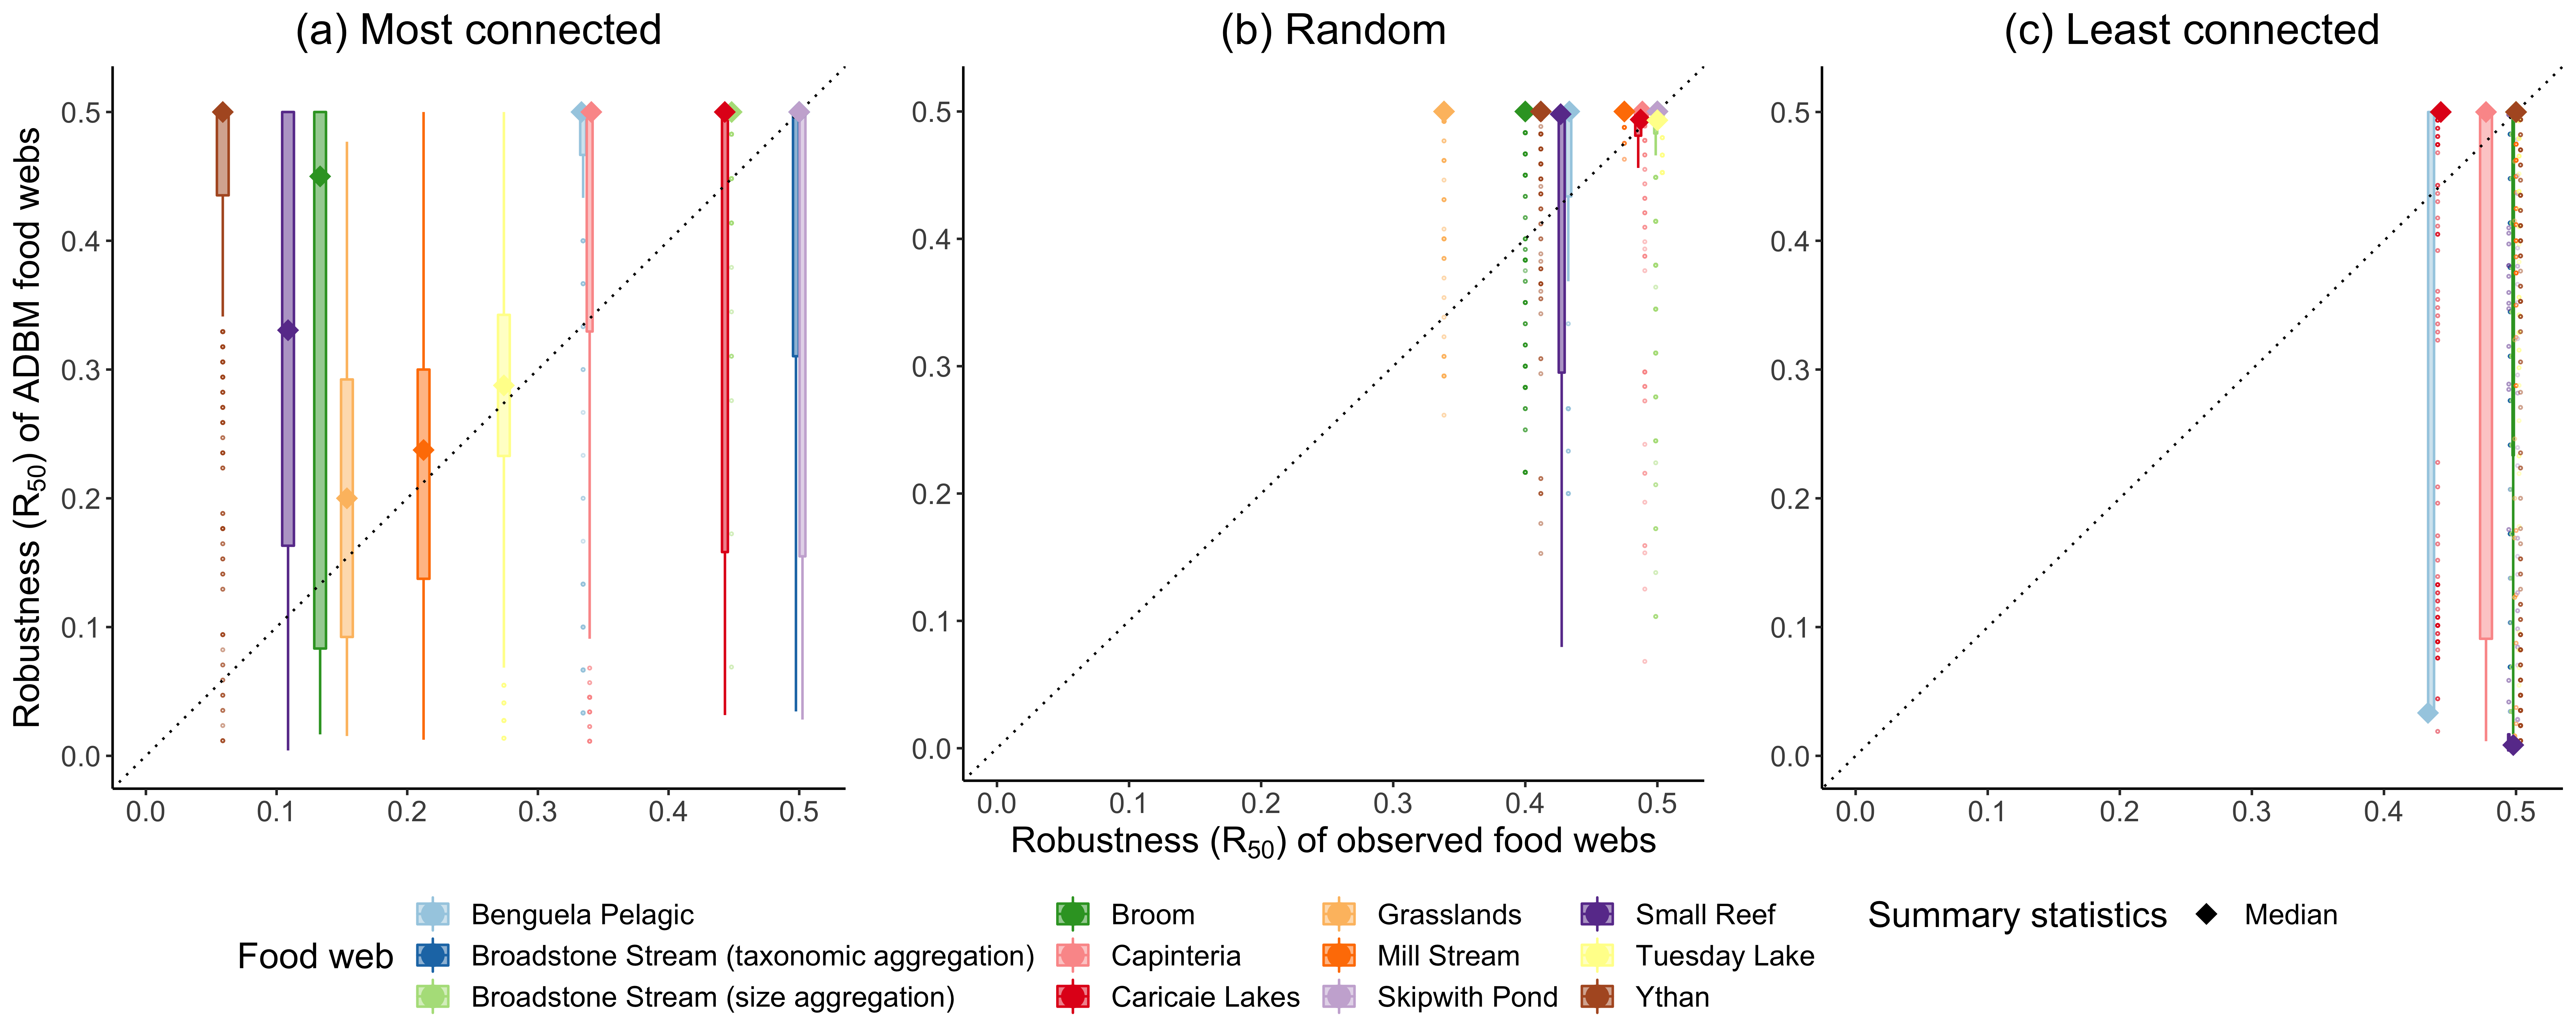 (a) Most connected
(b) Random
(c) Least connected
Robustness (R50) of ADBM food webs
0.5
0.4
0.3
0.2
0.1
0.0
0.0 0.1 0.2 0.3 0.4 0.5
0.5
0.4
0.3
0.2
0.1
0.0
0.0 0.1 0.2 0.3 0.4 0.5
0.5
0.4
0.3
0.2
0.1
0.0
0.0 0.1 0.2 0.3 0.4 0.5
Robustness (R50) of observed food webs
Food web
Benguela Pelagic
Broadstone Stream (taxonomic aggregation)
Broadstone Stream (size aggregation)
Broom
Capinteria
Caricaie Lakes
Grasslands
Mill Stream
Skipwith Pond
Small Reef
Tuesday Lake
Ythan
Summary statistics
Median